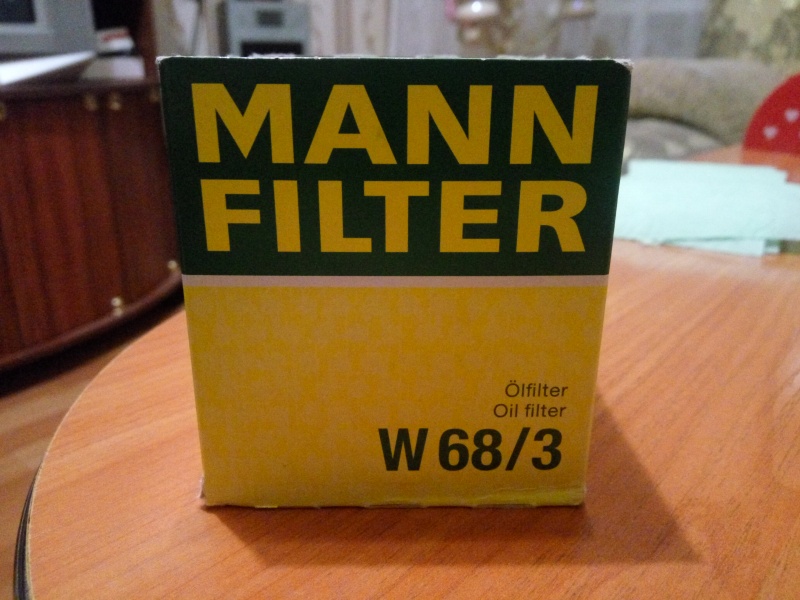 MANN
FILTER
Ölfilter
Oil filter
W 68/3